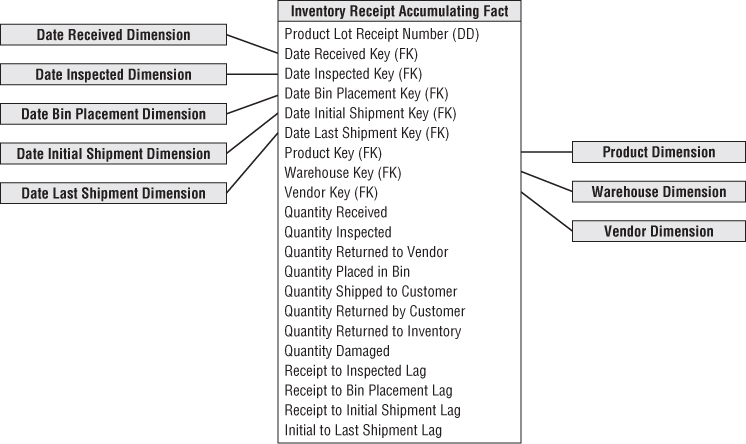 Date Received Dimension
Date Inspected Dimension
Date Bin Placement Dimension
Date Initial Shipment Dimension
Date Last Shipment Dimension
Inventory Receipt Accumulating Fact
Product Lot Receipt Number (DD)
Date Received Key (FK)
Date Inspected Key (FK)
Date Bin Placement Key (FK)
Date Initial Shipment Key (FK)
Date Last Shipment Key (FK)
Product Key (FK)
Warehouse Key (FK)
Vendor Key (FK)
Quantity Received
Quantity Inspected
Quantity Returned to Vendor
Quantity Placed in Bin
Quantity Shipped to Customer
Quantity Returned by Customer
Quantity Returned to Inventory
Quantity Damaged
Receipt to Inspected Lag
Receipt to Bin Placement Lag
Receipt to Initial Shipment Lag
Initial to Last Shipment Lag
Product Dimension
Warehouse Dimension
Vendor Dimension